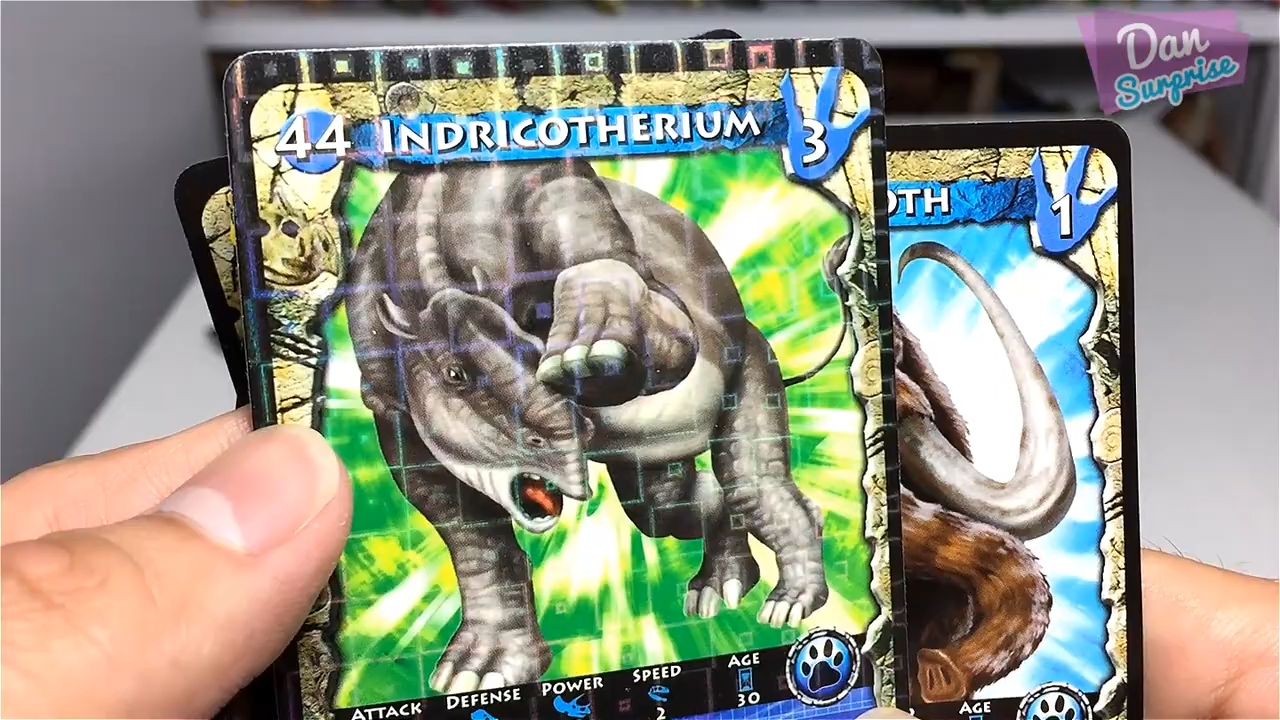 Dan
Surprise
44 INDRICOTHERIUM 3
OTH 1
ATTACK DEFENSE POWER SPEED AGE
2 30
AGE